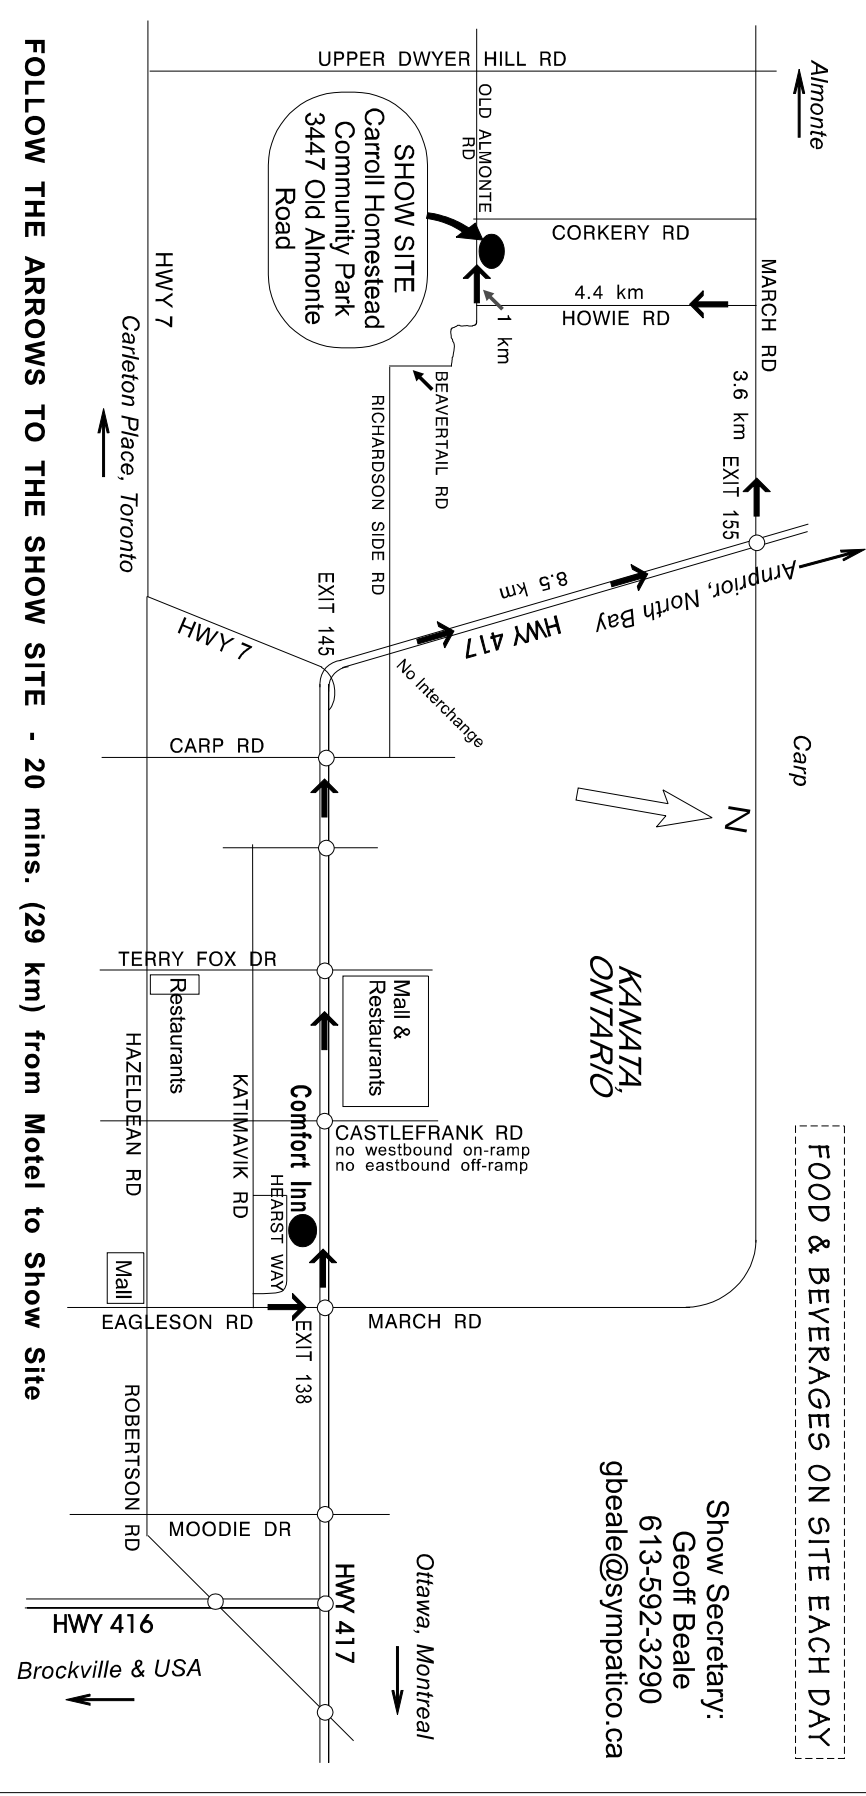 FOOD & BEVERAGES ON SITE EACH DAY
Almonte
Carp
MARCH RD
3.6 km
EXIT 155
Arnprior, North Bay
Show Secretary:
Geoff Beale
613-592-3290
gbeale@sympatico.ca
N
KANATA,
ONTARIO
UPPER DWYER HILL RD
CORKERY RD
4.4 km
HOWIE RD
OLD ALMONTE
RD
1 km
8.5 km
HWY 417
SHOW SITE
Carroll Homestead
Community Park
3447 Old Almonte
Road
BEAVERTAIL RD
RICHARDSON SIDE RD
No Interchange
EXIT 145
HWY 7
HWY 7
Carleton Place, Toronto
CARP RD
TERRY FOX DR
Mall &
Restaurants
Restaurants
CASTLEFRANK RD
no westbound on-ramp
no eastbound off-ramp
Comfort Inn
HEARST WAY
KATIMAVIK RD
HAZELDEAN RD
Mall
EAGLESON RD
MARCH RD
EXIT 138
ROBERTSON RD
MOODIE DR
HWY 417
Ottawa, Montreal
HWY 416
Brockville & USA
FOLLOW THE ARROWS TO THE SHOW SITE - 20 mins. (29 km) from Motel to Show Site